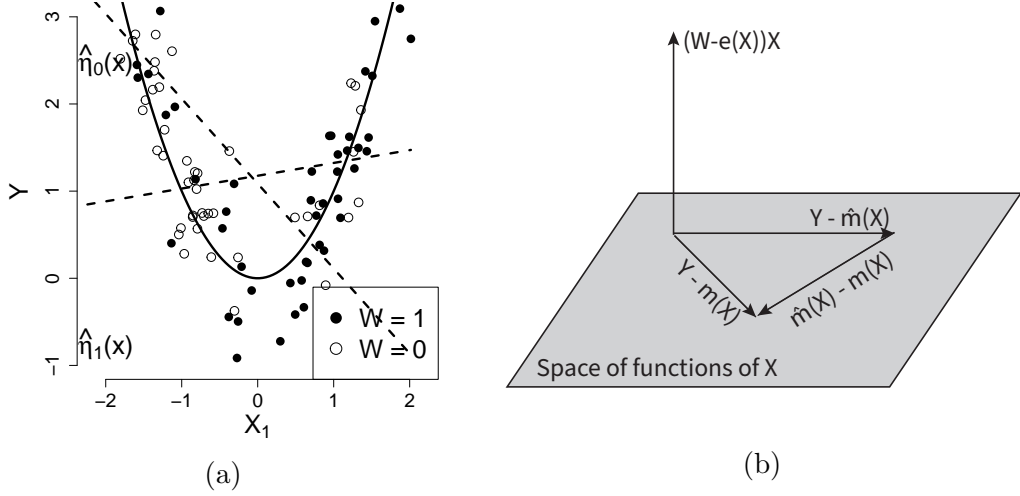 3
2
1
0
−1
Y
η̂₀(x)
η̂₁(x)
W = 1
W = 0
−2 −1 0 1 2
X₁
(a)
(W-e(X))X
Y - m̂(X)
Y - m(X)
m̂(X) - m(X)
Space of functions of X
(b)